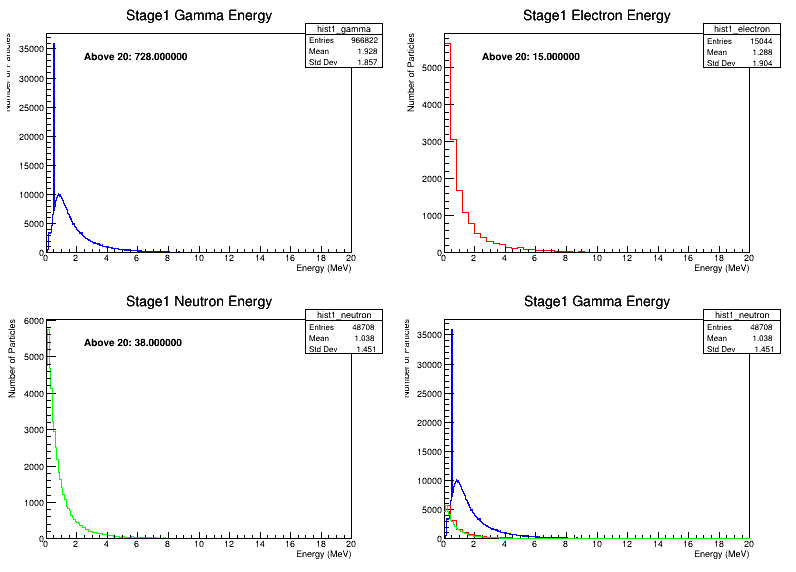 Stage1 Gamma Energy
hist1_gamma
Entries 966822
Mean 1.928
Std Dev 1.857
Above 20: 728.000000
Number of Particles
35000
30000
25000
20000
15000
10000
5000
0
0 2 4 6 8 10 12 14 16 18 20
Energy (MeV)
Stage1 Electron Energy
hist1_electron
Entries 15044
Mean 1.288
Std Dev 1.904
Above 20: 15.000000
Number of Particles
5000
4000
3000
2000
1000
0
0 2 4 6 8 10 12 14 16 18 20
Energy (MeV)
Stage1 Neutron Energy
hist1_neutron
Entries 48708
Mean 1.038
Std Dev 1.451
Above 20: 38.000000
Number of Particles
6000
5000
4000
3000
2000
1000
0
0 2 4 6 8 10 12 14 16 18 20
Energy (MeV)
Stage1 Gamma Energy
hist1_neutron
Entries 48708
Mean 1.038
Std Dev 1.451
Number of Particles
35000
30000
25000
20000
15000
10000
5000
0
0 2 4 6 8 10 12 14 16 18 20
Energy (MeV)